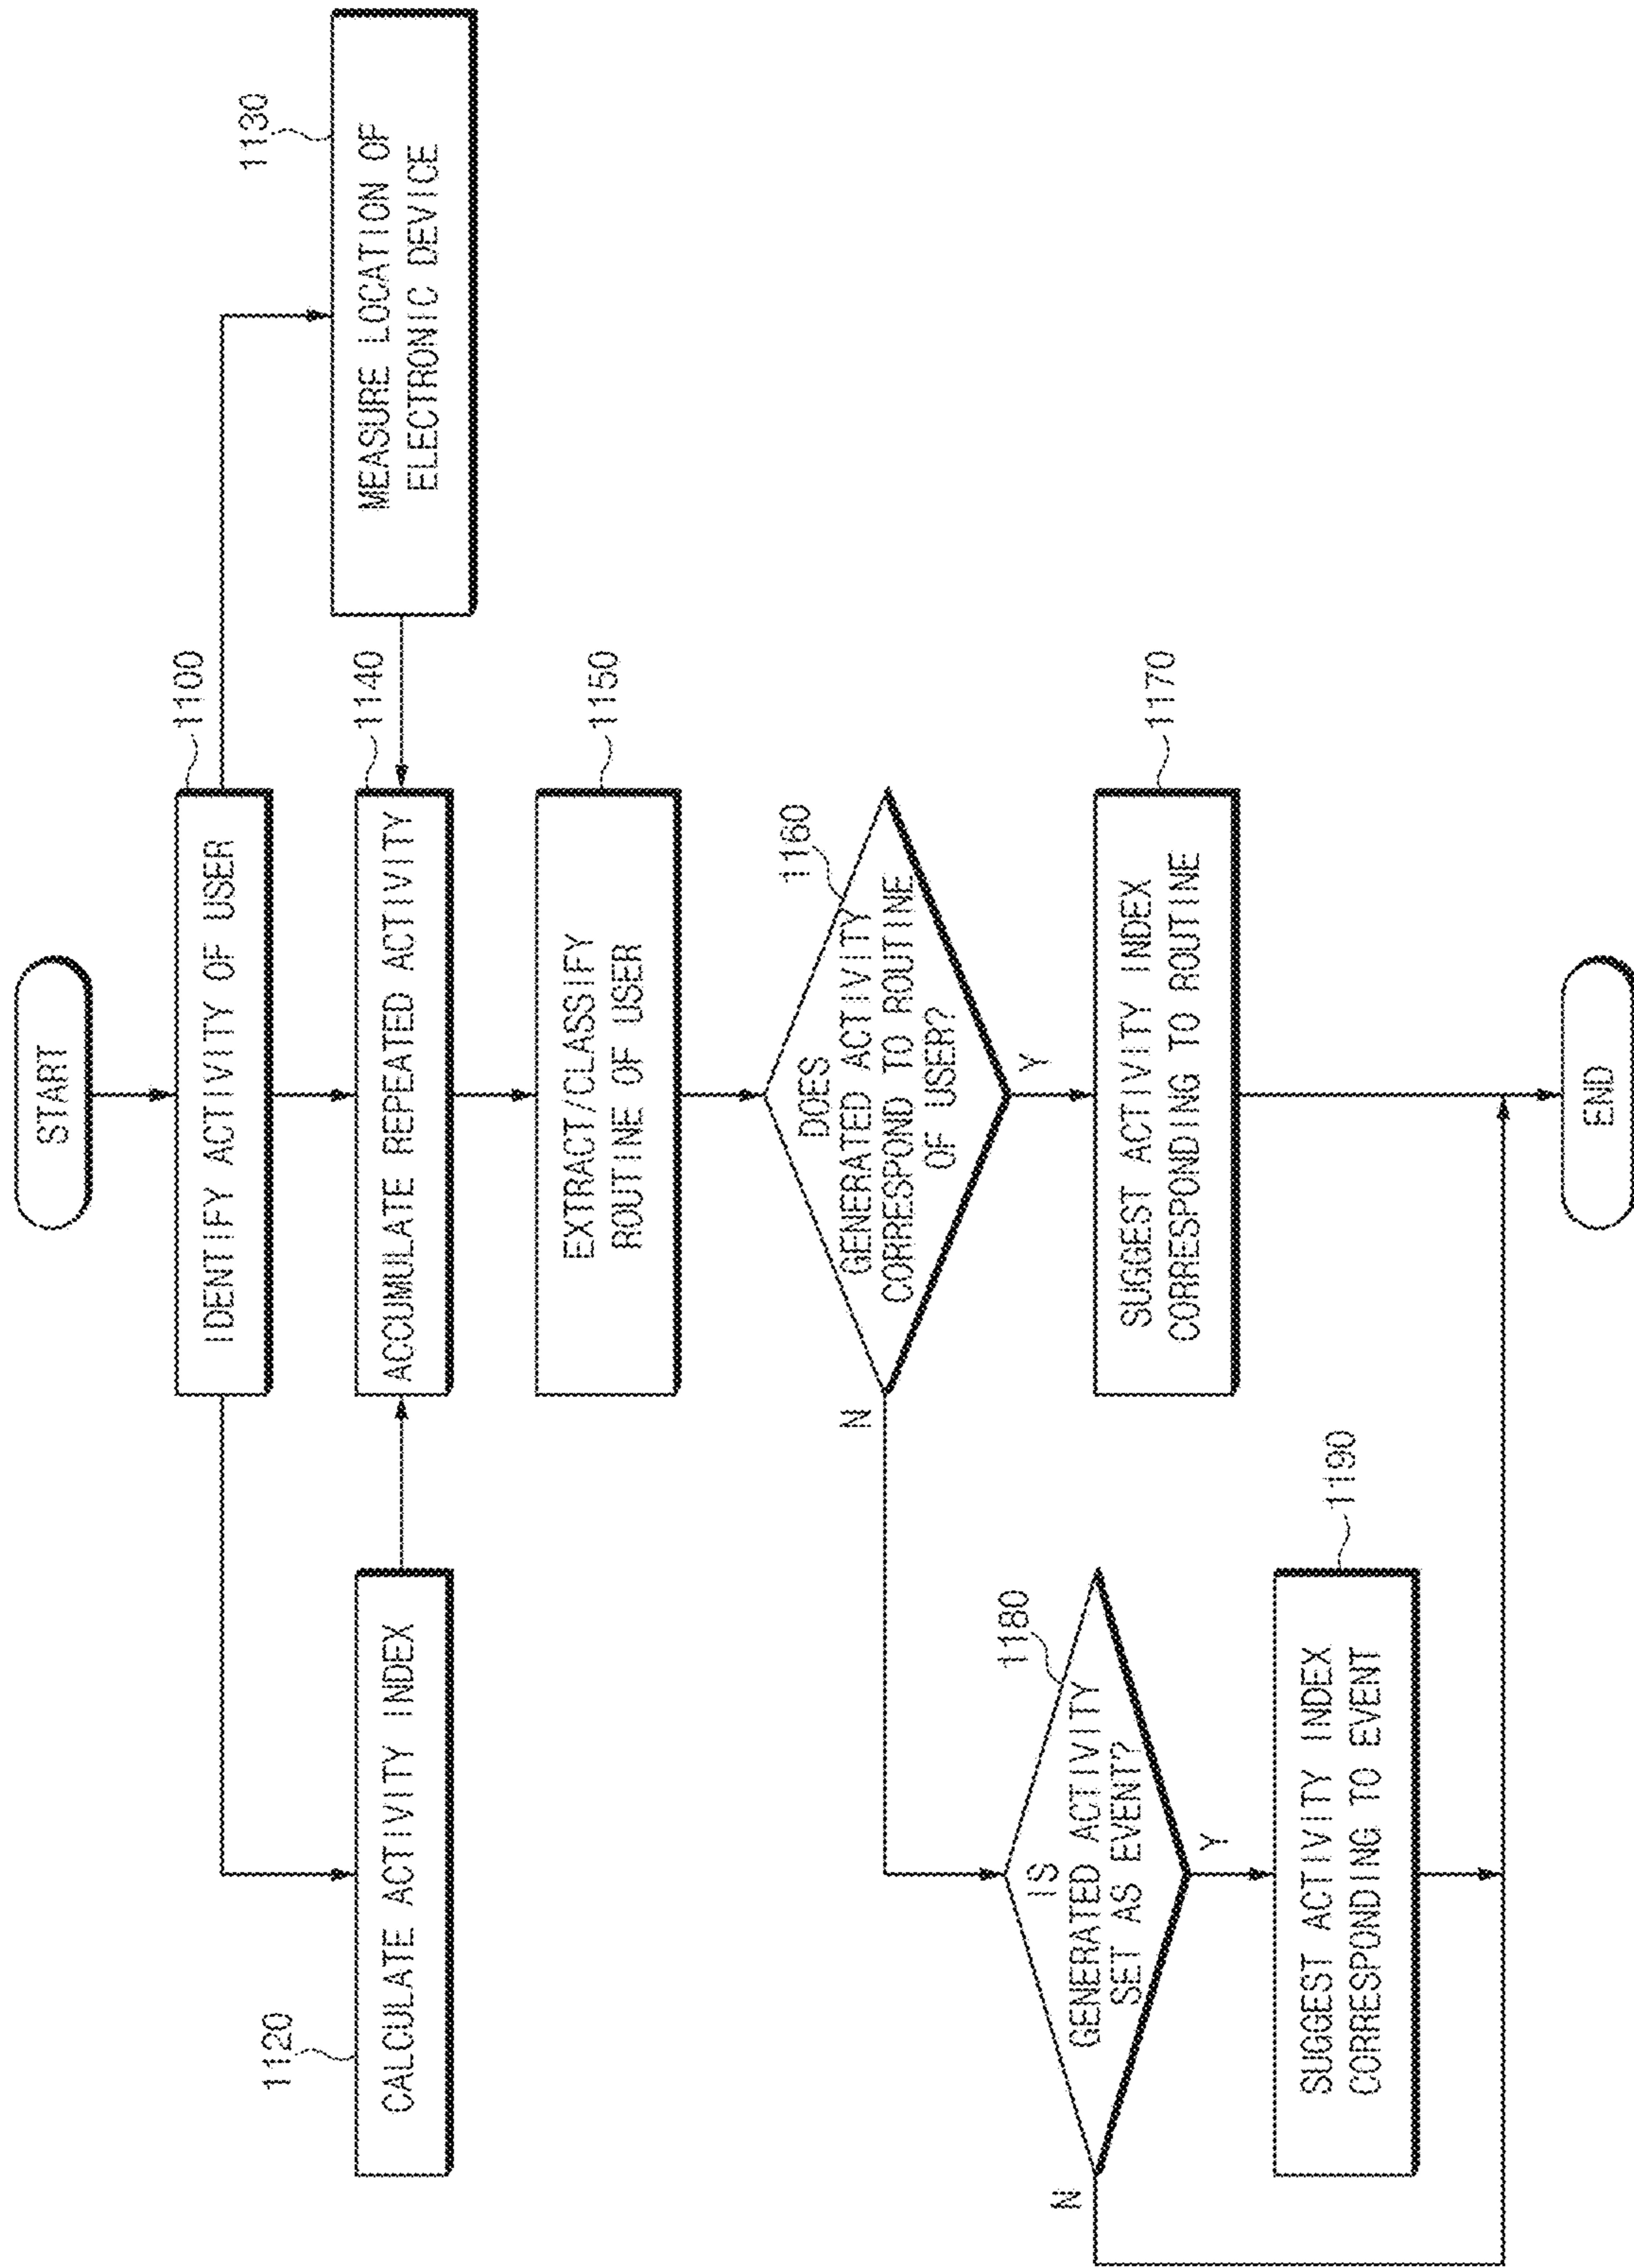 START
1100
IDENTIFY ACTIVITY OF USER
1120
CALCULATE ACTIVITY INDEX
1140
ACCUMULATE REPEATED ACTIVITY
1130
MEASURE LOCATION OF
ELECTRONIC DEVICE
1150
EXTRACT/CLASSIFY
ROUTINE OF USER
1160
DOES
GENERATED ACTIVITY
CORRESPOND TO ROUTINE
OF USER?
N
Y
1180
IS
GENERATED ACTIVITY
SET AS EVENT?
N
Y
1170
SUGGEST ACTIVITY INDEX
CORRESPONDING TO ROUTINE
1190
SUGGEST ACTIVITY INDEX
CORRESPONDING TO EVENT
END